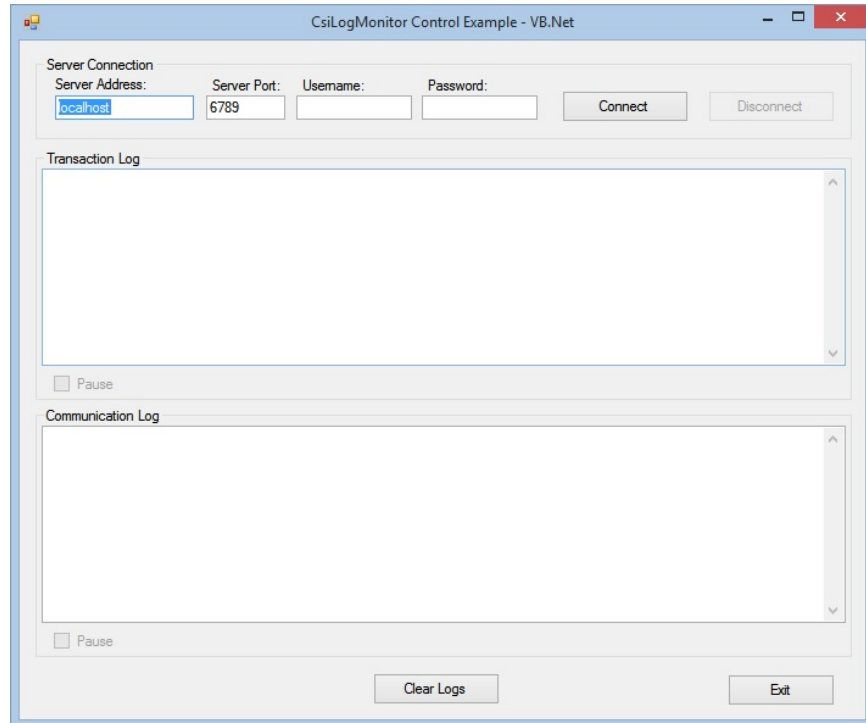 CsiLogMonitor Control Example - VB.Net
Server Connection
Server Address: Server Port: Username: Password:
localhost 6789 Connect Disconnect
Transaction Log
Pause
Communication Log
Pause
Clear Logs Exit